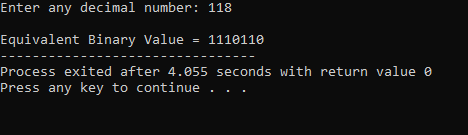 Enter any decimal number: 118
Equivalent Binary Value = 1110110
--------------------------------
Process exited after 4.055 seconds with return value 0
Press any key to continue . . .